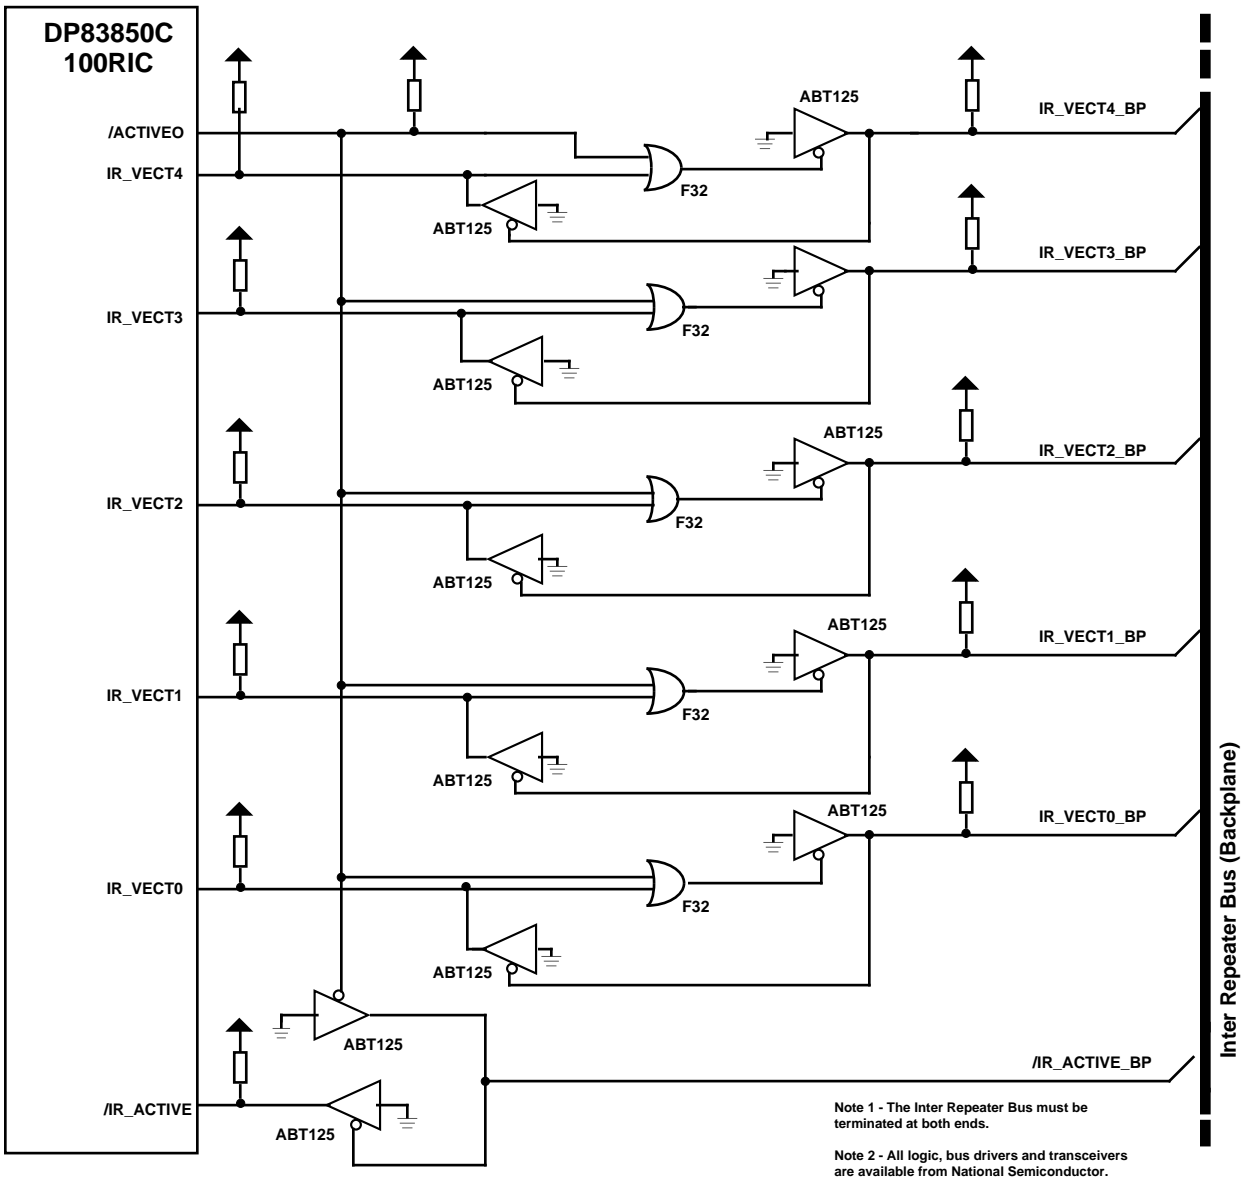 DP83850C
100RIC
ABT125
IR_VECT4_BP
/ACTIVEO
IR_VECT4
F32
ABT125
IR_VECT3_BP
IR_VECT3
F32
ABT125
ABT125
IR_VECT2_BP
IR_VECT2
F32
ABT125
ABT125
IR_VECT1_BP
IR_VECT1
F32
ABT125
ABT125
IR_VECT0_BP
IR_VECT0
F32
ABT125
Inter Repeater Bus (Backplane)
ABT125
/IR_ACTIVE_BP
/IR_ACTIVE
ABT125
Note 1 - The Inter Repeater Bus must be
terminated at both ends.
Note 2 - All logic, bus drivers and transceivers
are available from National Semiconductor.